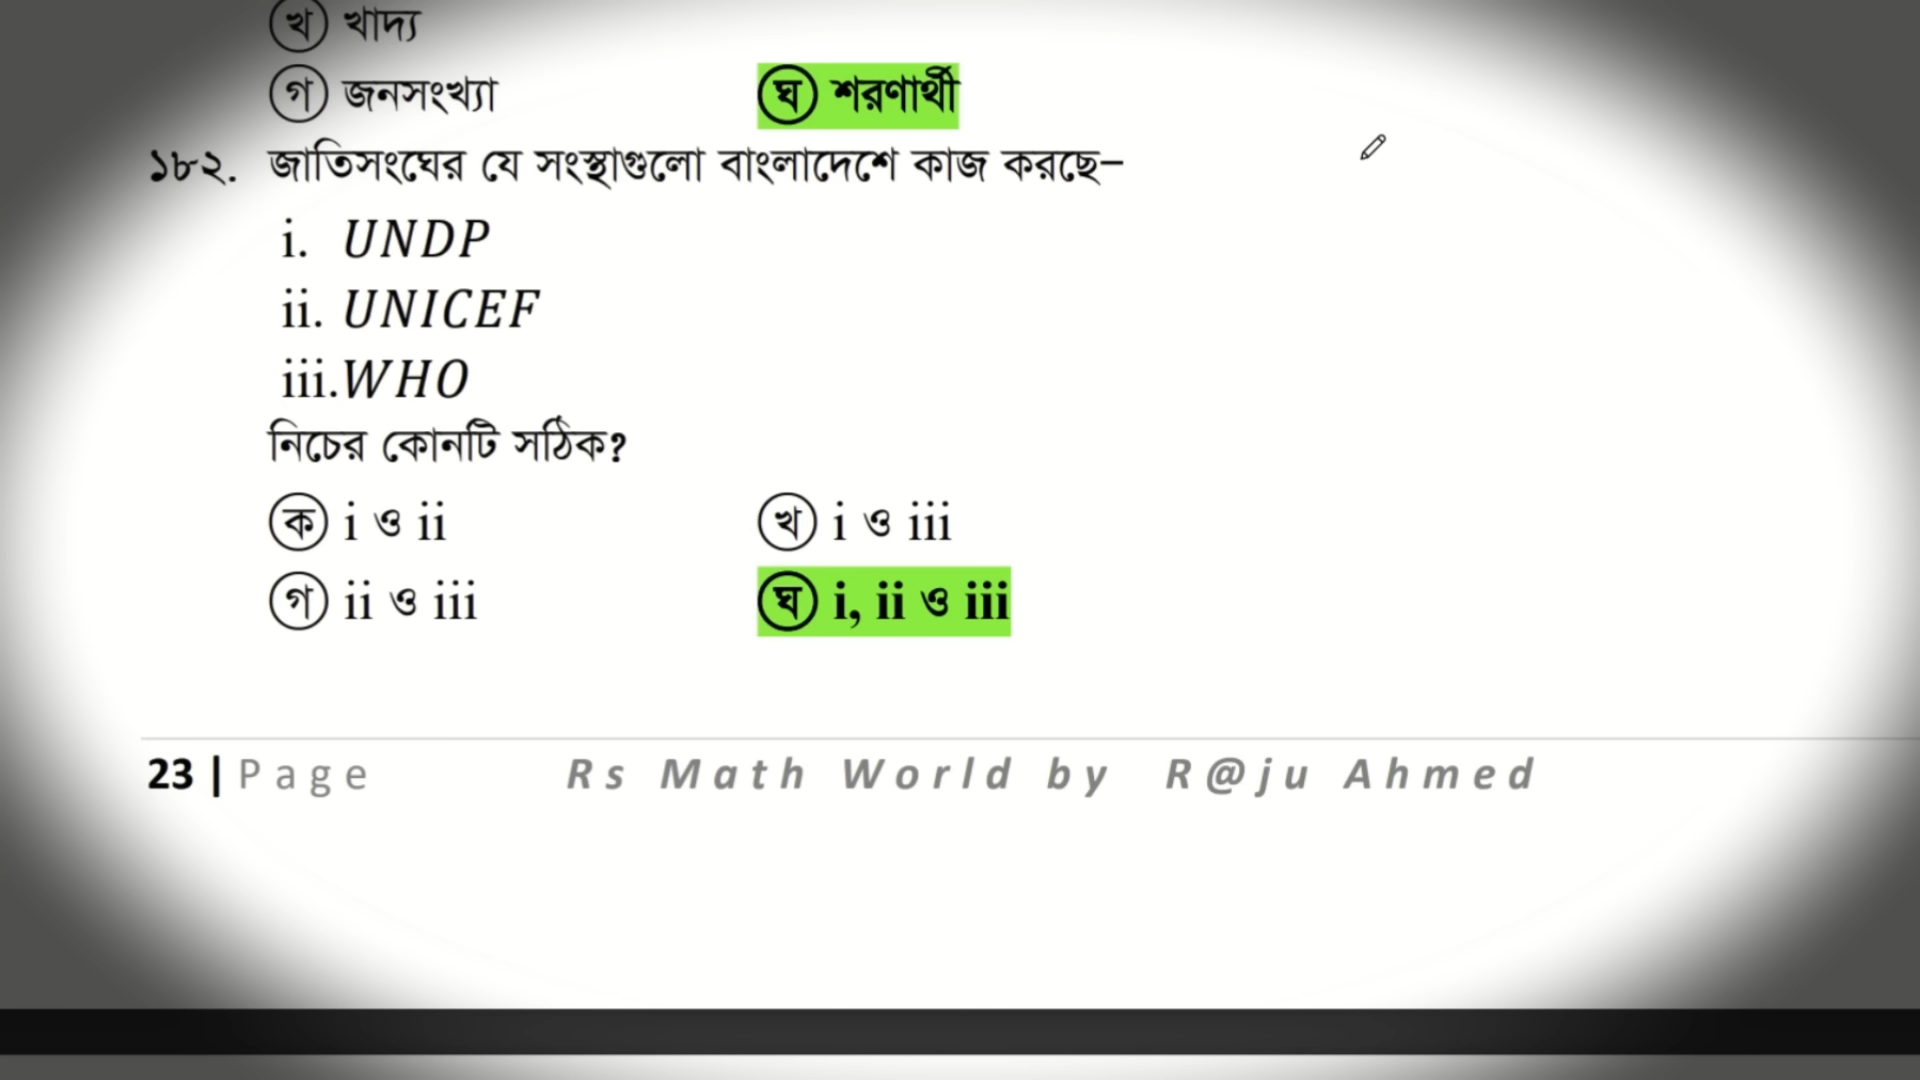 খ খাদ্য
গ জনসংখ্যা ঘ শরণার্থী
১৮২. জাতিসংঘের যে সংস্থাগুলো বাংলাদেশে কাজ করছে–
i. UNDP
ii. UNICEF
iii. WHO
নিচের কোনটি সঠিক?
ক i ও ii খ i ও iii
গ ii ও iii ঘ i, ii ও iii
23 | Page Rs Math World by R@ju Ahmed